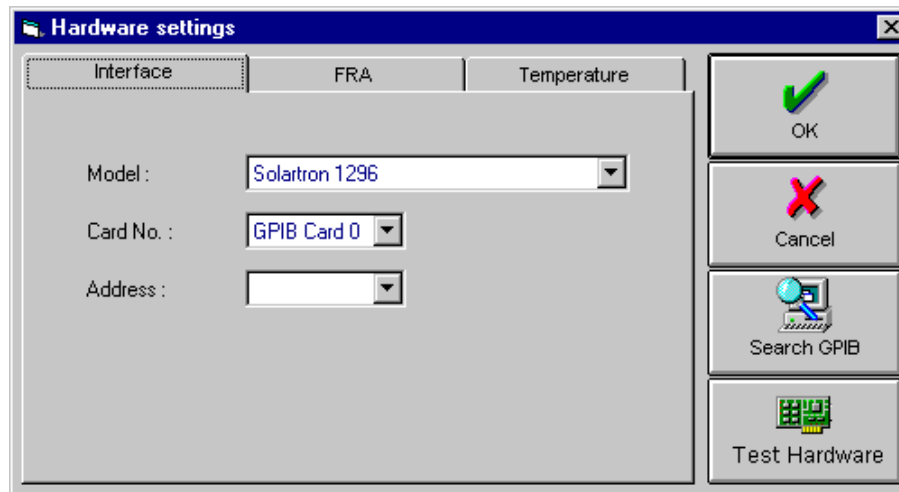 Hardware settings
Interface FRA Temperature
Model : Solartron 1296
Card No. : GPIB Card 0
Address :
OK
Cancel
Search GPIB
Test Hardware